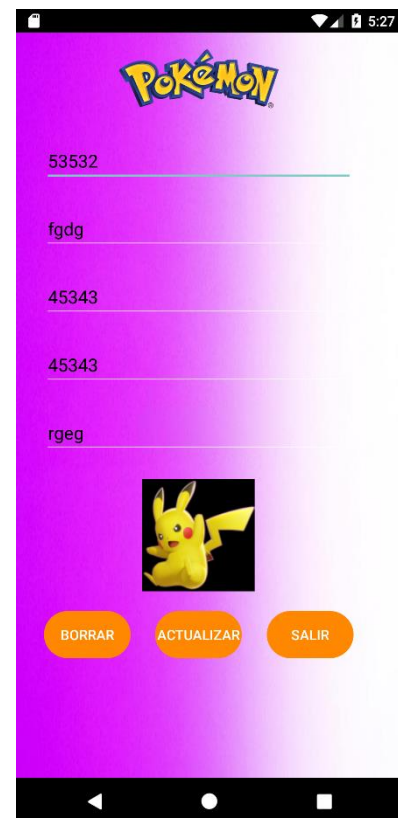 5:27
POKéMON
53532
fgdg
45343
45343
rgeg
BORRAR ACTUALIZAR SALIR